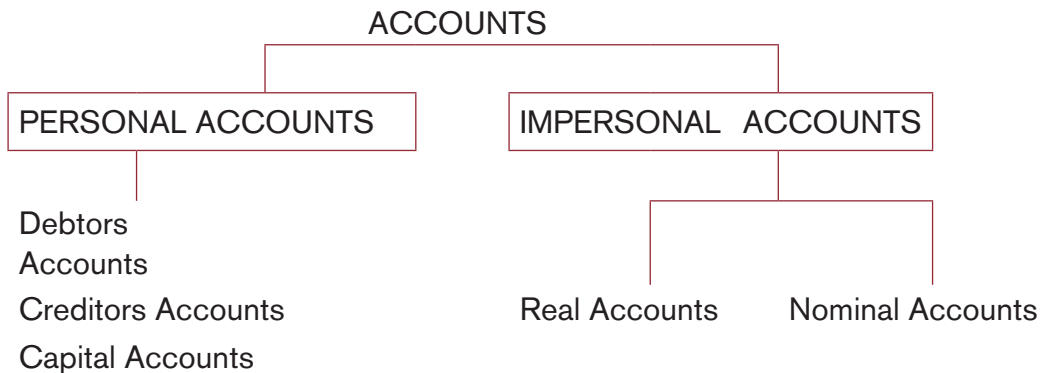 ACCOUNTS
PERSONAL ACCOUNTS
IMPERSONAL ACCOUNTS
Debtors
Accounts
Creditors Accounts
Capital Accounts
Real Accounts
Nominal Accounts